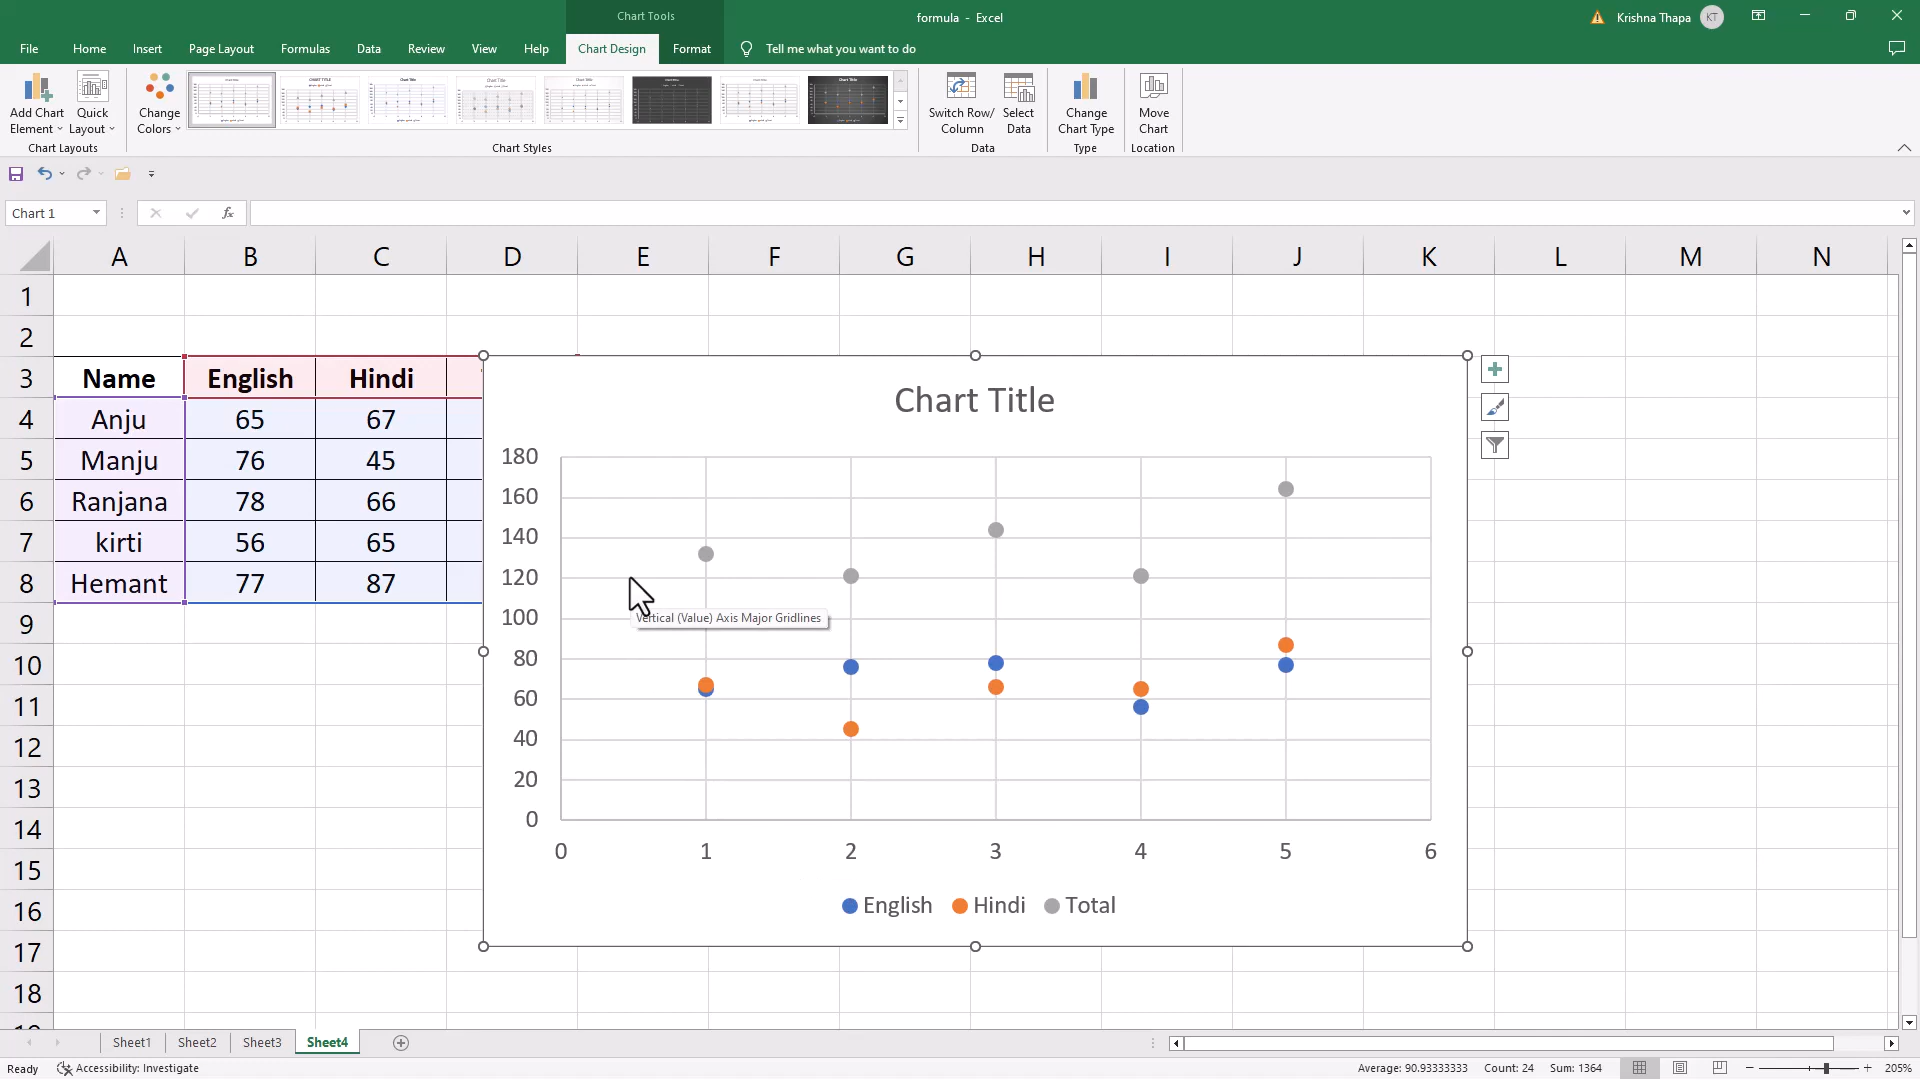 Chart Tools
formula - Excel
Krishna Thapa KT
File Home Insert Page Layout Formulas Data Review View Help Chart Design Format Tell me what you want to do
Add Chart Element
Quick Layout
Change Colors
Switch Row/ Column
Select Data
Change Chart Type
Move Chart
Chart Layouts Chart Styles Data Type Location
Chart 1
fx
A B C D E F G H I J K L M N
1
2
3 Name English Hindi
4 Anju 65 67
5 Manju 76 45
6 Ranjana 78 66
7 kirti 56 65
8 Hemant 77 87
9
10
11
12
13
14
15
16
17
18
Chart Title
180
160
140
120
100
80
60
40
20
0
Vertical (Value) Axis Major Gridlines
0 1 2 3 4 5 6
English Hindi Total
Sheet1 Sheet2 Sheet3 Sheet4
Ready Accessibility: Investigate Average: 90.93333333 Count: 24 Sum: 1364 205%